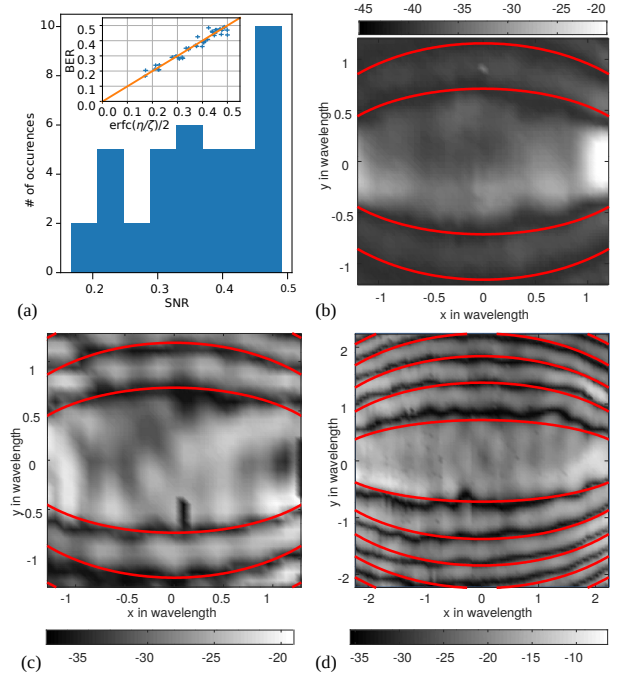 10
8
6
4
2
0
# of occurences
0.5
0.4
0.3
0.2
0.1
0.0
BER
0.0 0.1 0.2 0.3 0.4 0.5
erfc(η/ζ)/2
0.2 0.3 0.4 0.5
SNR
(a)
-45 -40 -35 -30 -25 -20
1
0.5
0
-0.5
-1
y in wavelength
-1 -0.5 0 0.5 1
x in wavelength
(b)
1
0.5
0
-0.5
-1
y in wavelength
-1 -0.5 0 0.5 1
x in wavelength
-35 -30 -25 -20
(c)
2
1
0
-1
-2
y in wavelength
-2 -1 0 1 2
x in wavelength
-35 -30 -25 -20 -15 -10
(d)